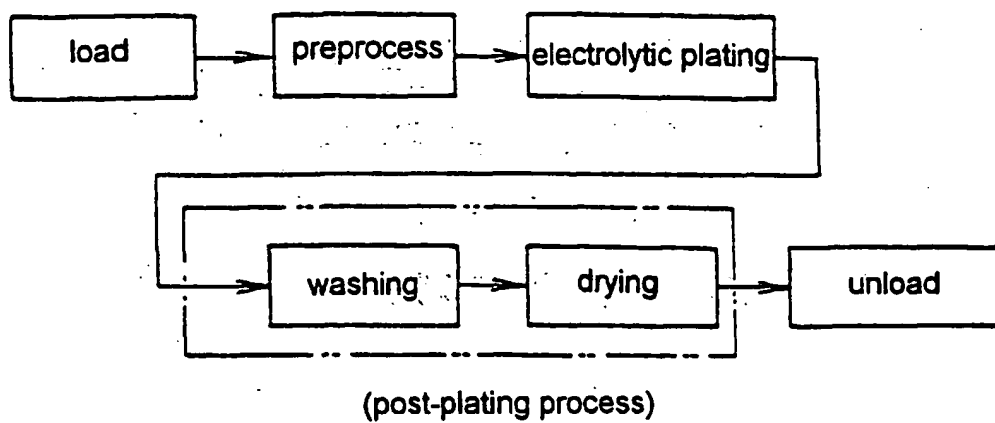 load
preprocess
electrolytic plating
washing
drying
unload
(post-plating process)